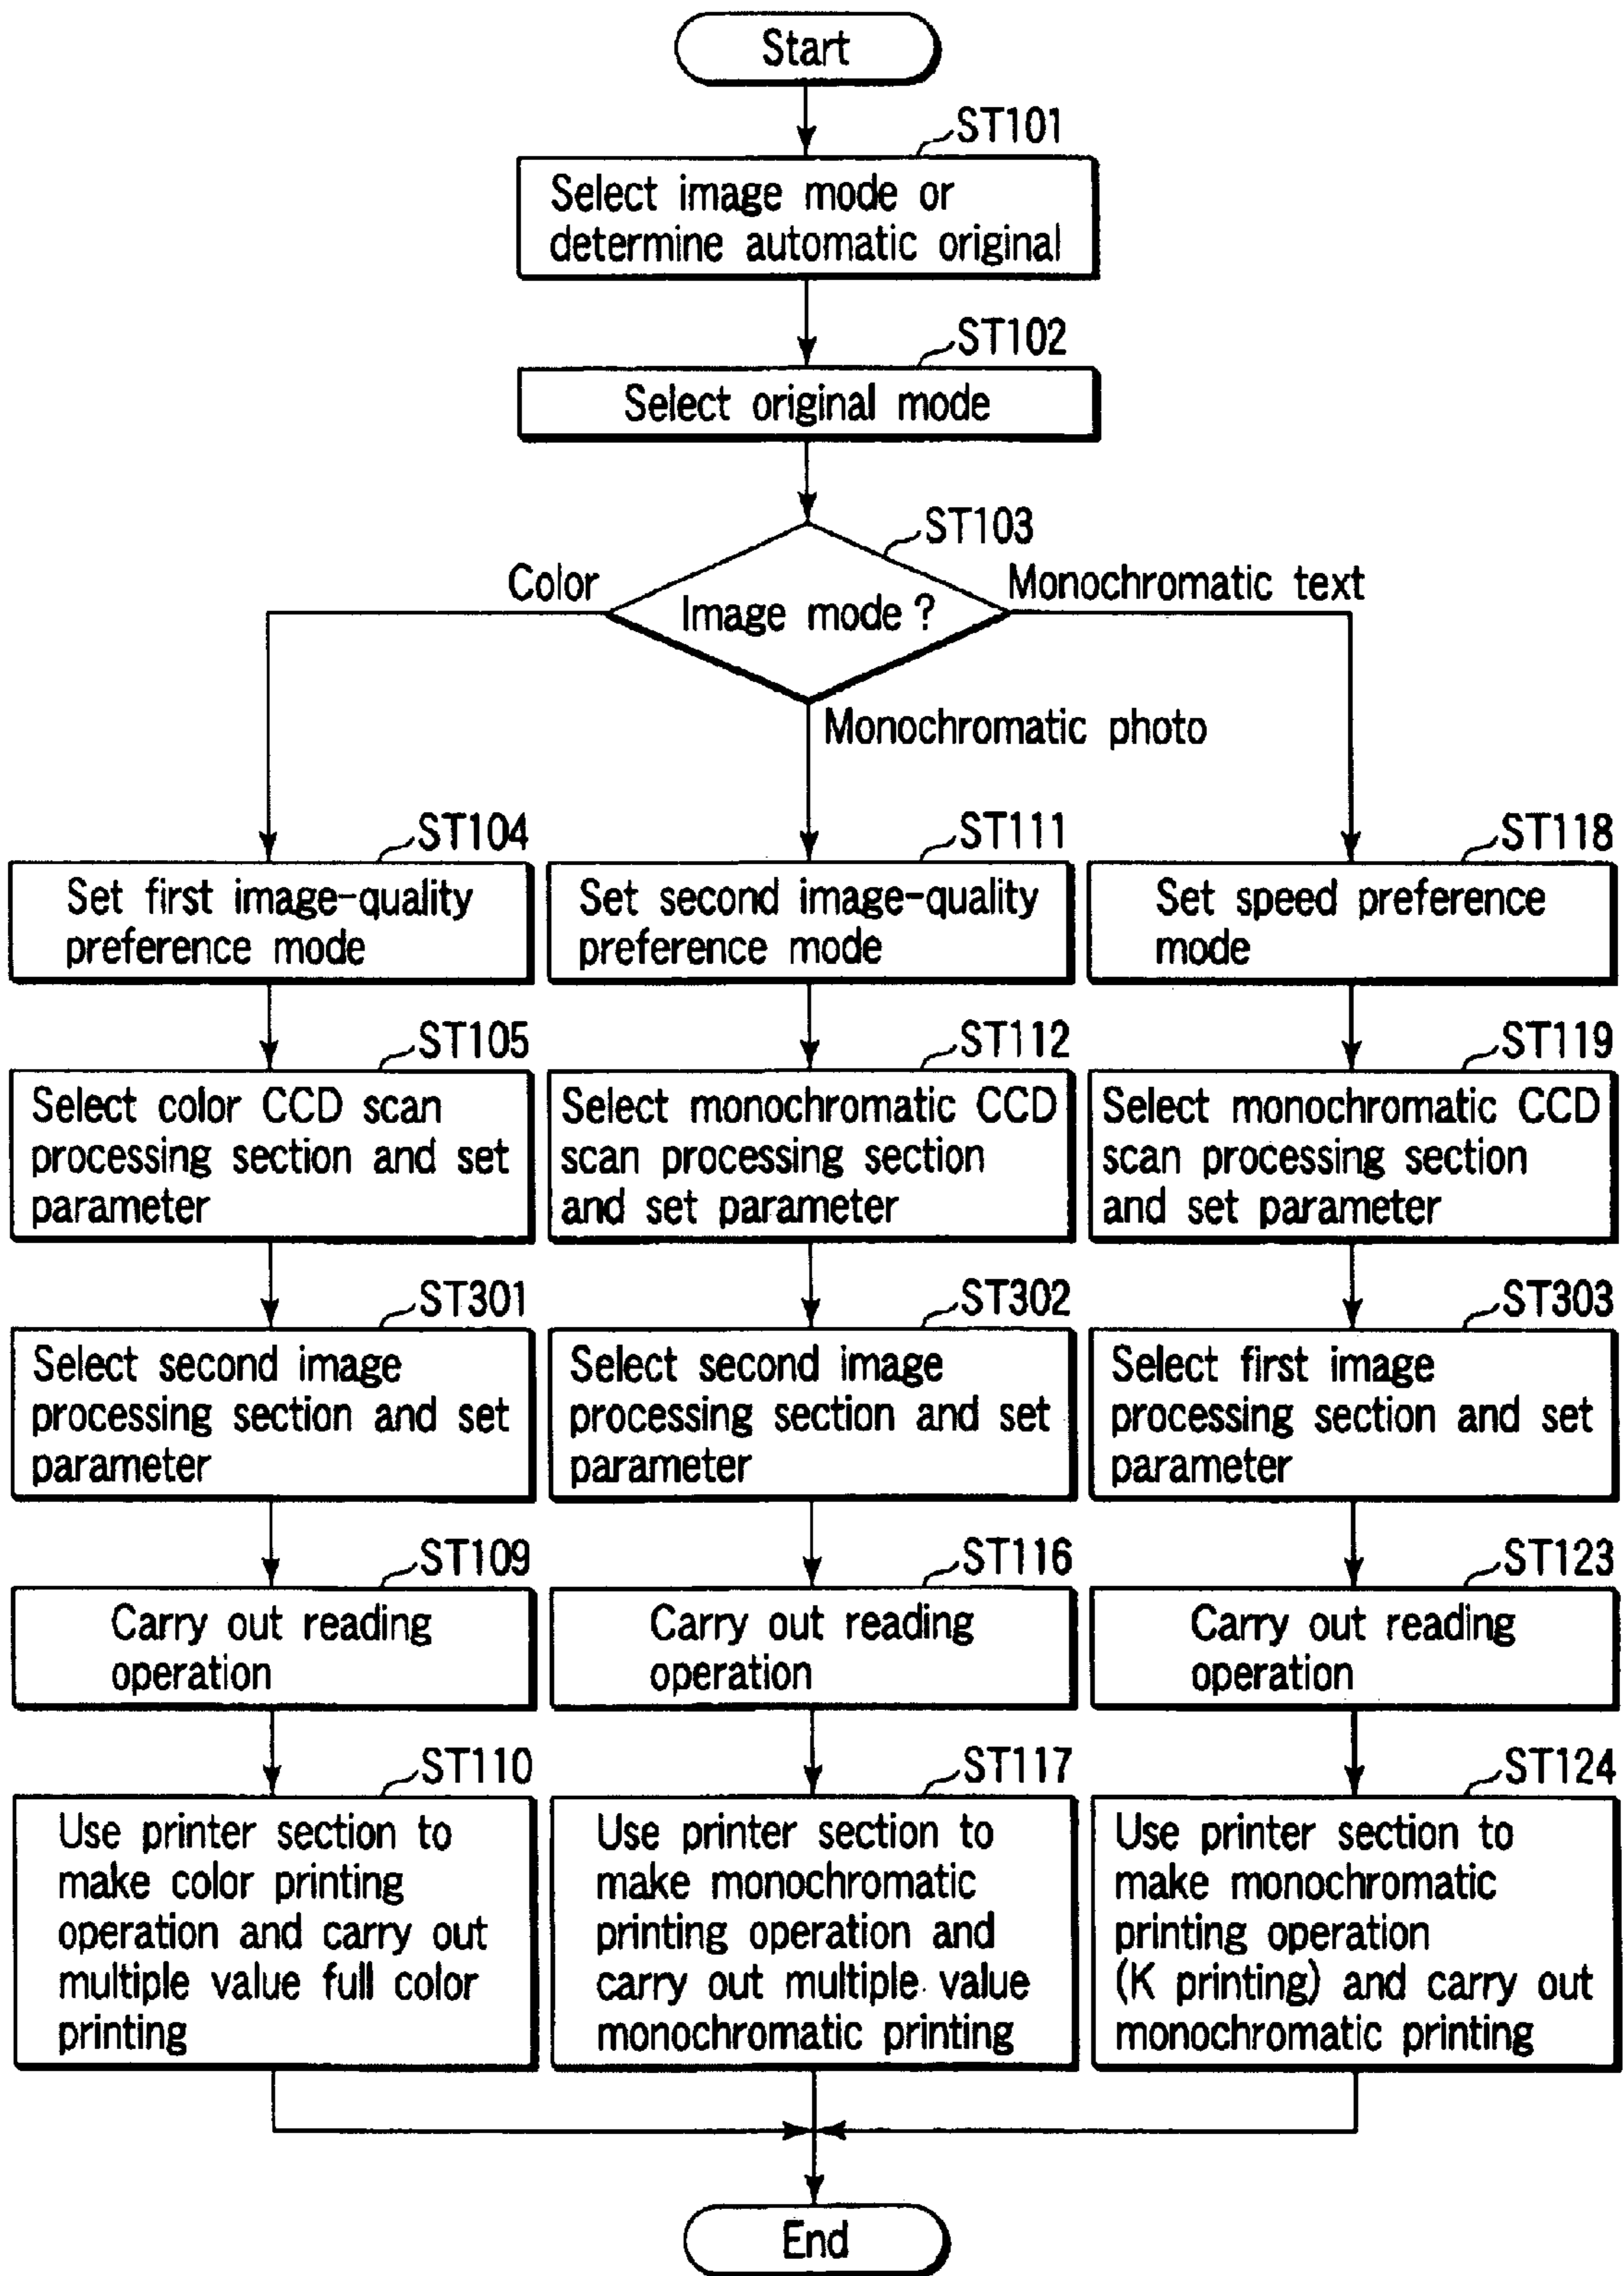 Start
ST101
Select image mode or
determine automatic original
ST102
Select original mode
ST103
Image mode ?
Color
Monochromatic text
Monochromatic photo
ST104
Set first image-quality
preference mode
ST105
Select color CCD scan
processing section and set
parameter
ST301
Select second image
processing section and set
parameter
ST109
Carry out reading
operation
ST110
Use printer section to
make color printing
operation and carry out
multiple value full color
printing
ST111
Set second image-quality
preference mode
ST112
Select monochromatic CCD
scan processing section
and set parameter
ST302
Select second image
processing section and set
parameter
ST116
Carry out reading
operation
ST117
Use printer section to
make monochromatic
printing operation and
carry out multiple value
monochromatic printing
ST118
Set speed preference
mode
ST119
Select monochromatic CCD
scan processing section
and set parameter
ST303
Select first image
processing section and set
parameter
ST123
Carry out reading
operation
ST124
Use printer section to
make monochromatic
printing operation
(K printing) and carry out
monochromatic printing
End